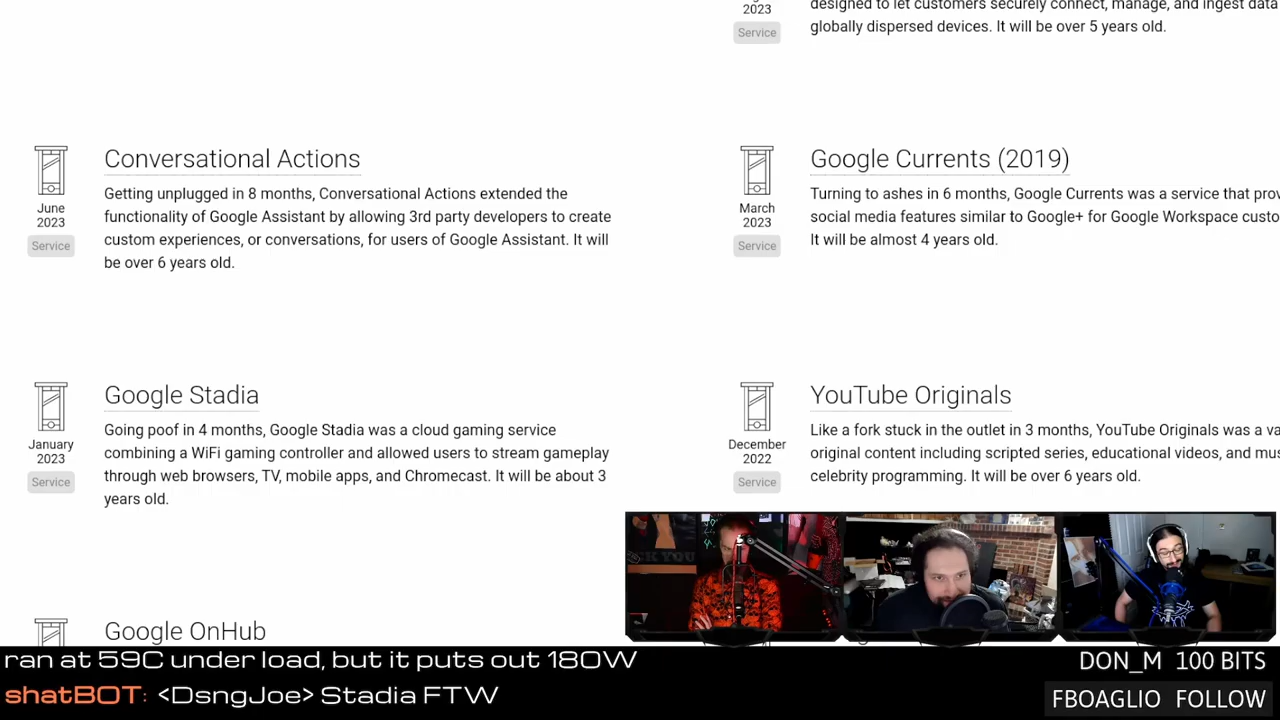 2023
Service
designed to let customers securely connect, manage, and ingest data
globally dispersed devices. It will be over 5 years old.
June
2023
Service
Conversational Actions
Getting unplugged in 8 months, Conversational Actions extended the
functionality of Google Assistant by allowing 3rd party developers to create
custom experiences, or conversations, for users of Google Assistant. It will
be over 6 years old.
March
2023
Service
Google Currents (2019)
Turning to ashes in 6 months, Google Currents was a service that prov
social media features similar to Google+ for Google Workspace custo
It will be almost 4 years old.
January
2023
Service
Google Stadia
Going poof in 4 months, Google Stadia was a cloud gaming service
combining a WiFi gaming controller and allowed users to stream gameplay
through web browsers, TV, mobile apps, and Chromecast. It will be about 3
years old.
December
2022
Service
YouTube Originals
Like a fork stuck in the outlet in 3 months, YouTube Originals was a va
original content including scripted series, educational videos, and mus
celebrity programming. It will be over 6 years old.
Google OnHub
ran at 59C under load, but it puts out 180W
shatBOT: <DsngJoe> Stadia FTW
DON_M 100 BITS
FBOAGLIO FOLLOW